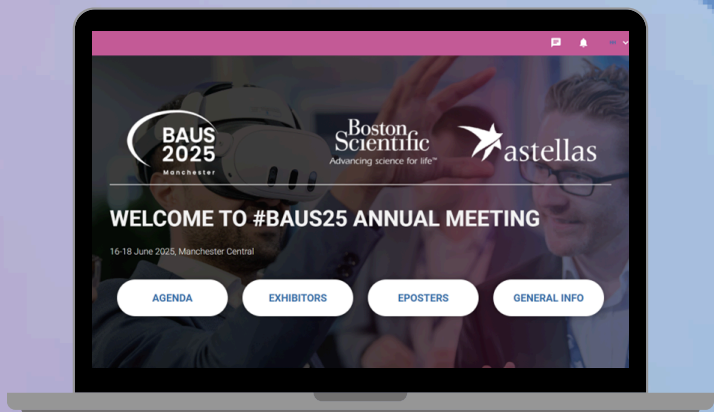 BAUS
2025
Manchester
Boston
Scientific
Advancing science for life™
astellas
WELCOME TO #BAUS25 ANNUAL MEETING
16-18 June 2025, Manchester Central
AGENDA
EXHIBITORS
EPOSTERS
GENERAL INFO